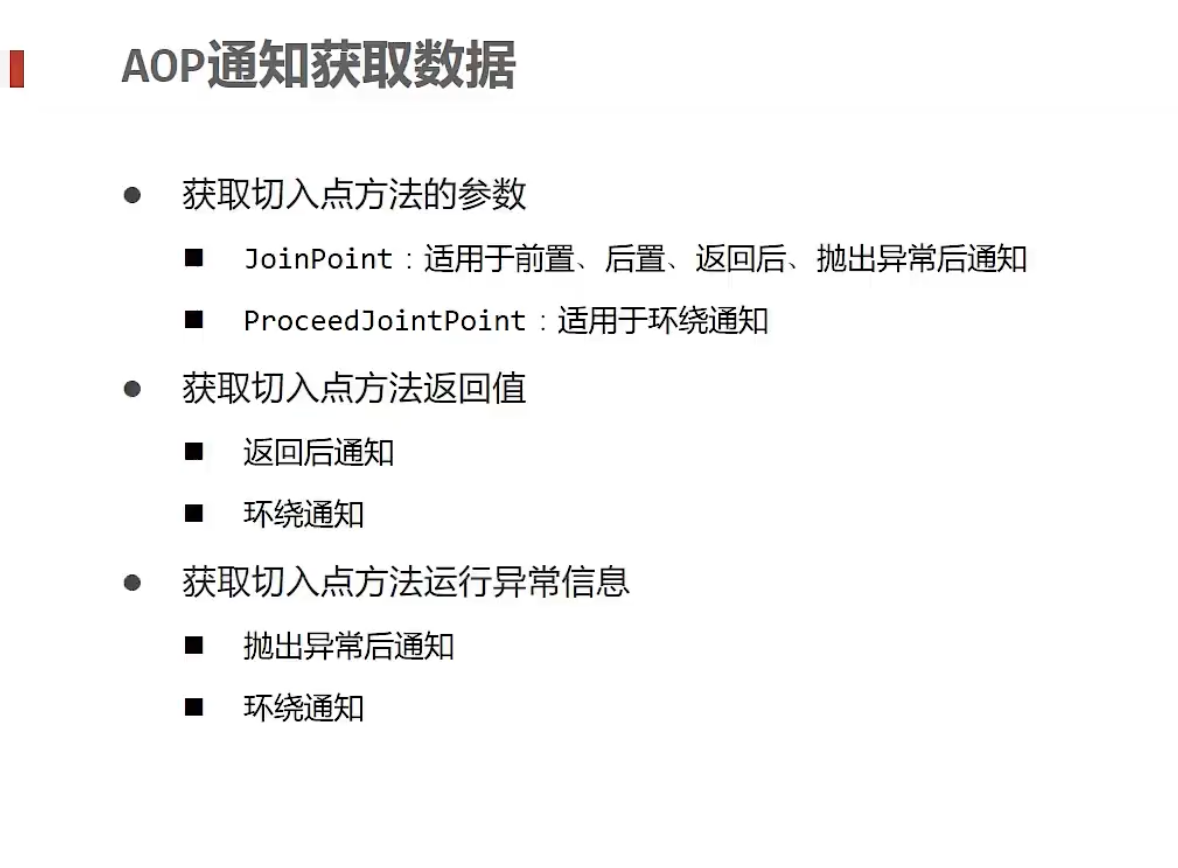 AOP通知获取数据
获取切入点方法的参数
JoinPoint：适用于前置、后置、返回后、抛出异常后通知
ProceedJointPoint：适用于环绕通知
获取切入点方法返回值
返回后通知
环绕通知
获取切入点方法运行异常信息
抛出异常后通知
环绕通知